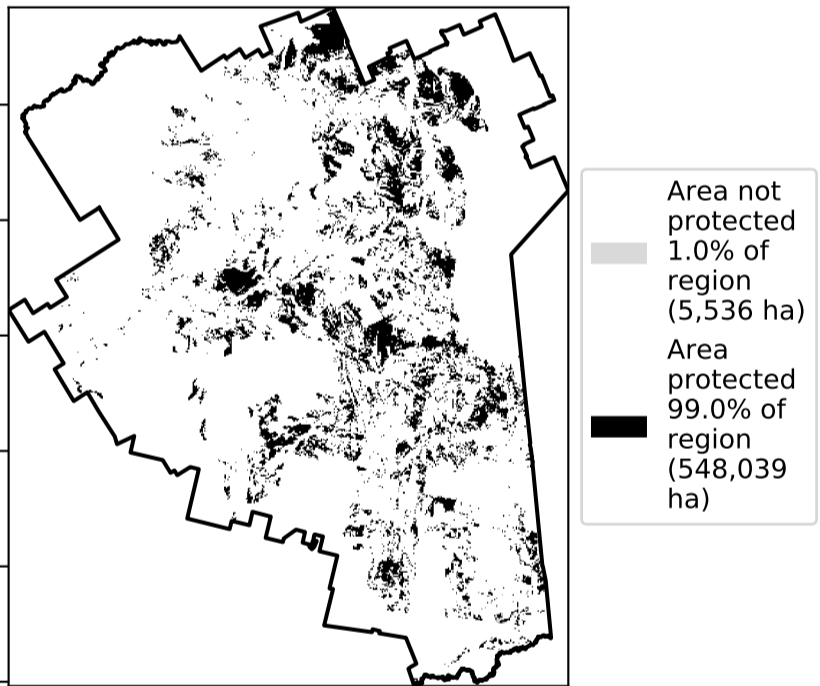 Area not
protected
1.0% of
region
(5,536 ha)
Area
protected
99.0% of
region
(548,039
ha)